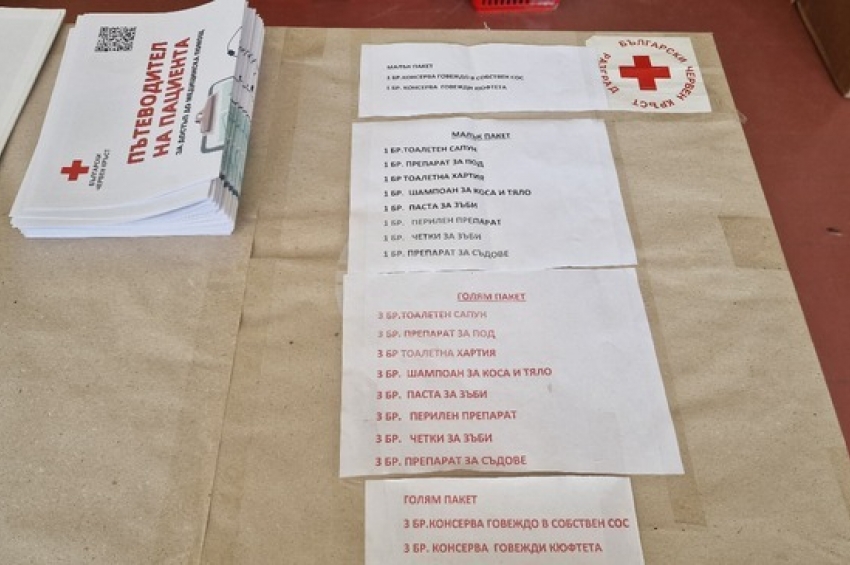 ПЪТЕВОДИТЕЛ
НА ПАЦИЕНТА
ЗА ДОСТЪП ДО МЕДИЦИНСКА ПОМОЩ
БЪЛГАРСКИ
ЧЕРВЕН КРЪСТ
МАЛЪК ПАКЕТ
3 БР.КОНСЕРВА ГОВЕЖДО В СОБСТВЕН СОС
БР. КОНСЕРВА ГОВЕЖДИ КЮФТЕТА
БЪЛГАРСКИ ЧЕРВЕН КРЪСТ
РАЗГРАД
МАЛЪК ПАКЕТ
1 БР.ТОАЛЕТЕН САПУН
1 БР. ПРЕПАРАТ ЗА ПОД
1 БР ТОАЛЕТНА ХАРТИЯ
1 БР. ШАМПОАН ЗА КОСА И ТЯЛО
1 БР. ПАСТА ЗА ЗЪБИ
1 БР. ПЕРИЛЕН ПРЕПАРАТ
1 БР. ЧЕТКИ ЗА ЗЪБИ
1 БР. ПРЕПАРАТ ЗА СЪДОВЕ
ГОЛЯМ ПАКЕТ
3 БР.ТОАЛЕТЕН САПУН
3 БР. ПРЕПАРАТ ЗА ПОД
3 БР ТОАЛЕТНА ХАРТИЯ
3 БР. ШАМПОАН ЗА КОСА И ТЯЛО
3 БР. ПАСТА ЗА ЗЪБИ
3 БР. ПЕРИЛЕН ПРЕПАРАТ
3 БР. ЧЕТКИ ЗА ЗЪБИ
3 БР. ПРЕПАРАТ ЗА СЪДОВЕ
ГОЛЯМ ПАКЕТ
3 БР.КОНСЕРВА ГОВЕЖДО В СОБСТВЕН СОС
3 БР. КОНСЕРВА ГОВЕЖДИ КЮФТЕТА